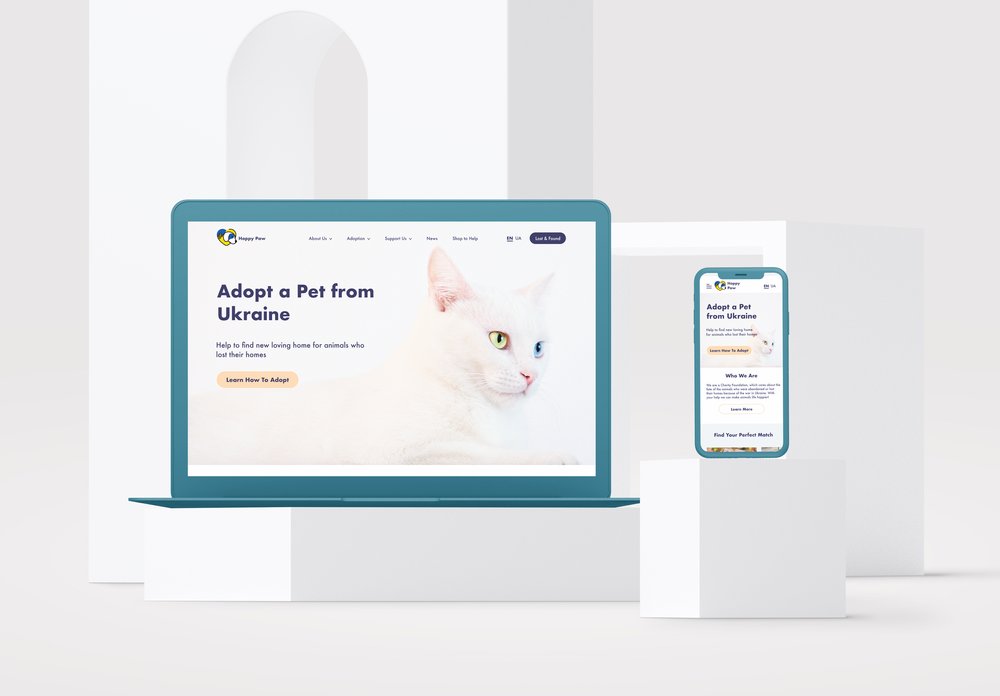 Happy Paw
About Us
Adoption
Support Us
News
Shop to Help
EN UA
Lost & Found
Adopt a Pet from
Ukraine
Help to find new loving home for animals who
lost their homes
Learn How To Adopt
Happy
Paw
EN UA
Adopt a Pet
from Ukraine
Help to find new loving home
for animals who lost their homes
Learn How To Adopt
Who We Are
We are a Charity Foundation, which cares about the
fate of the animals who were abandoned or lost
their homes because of the war in Ukraine. With
your help we can make animals life happier!
Learn More
Find Your Perfect Match